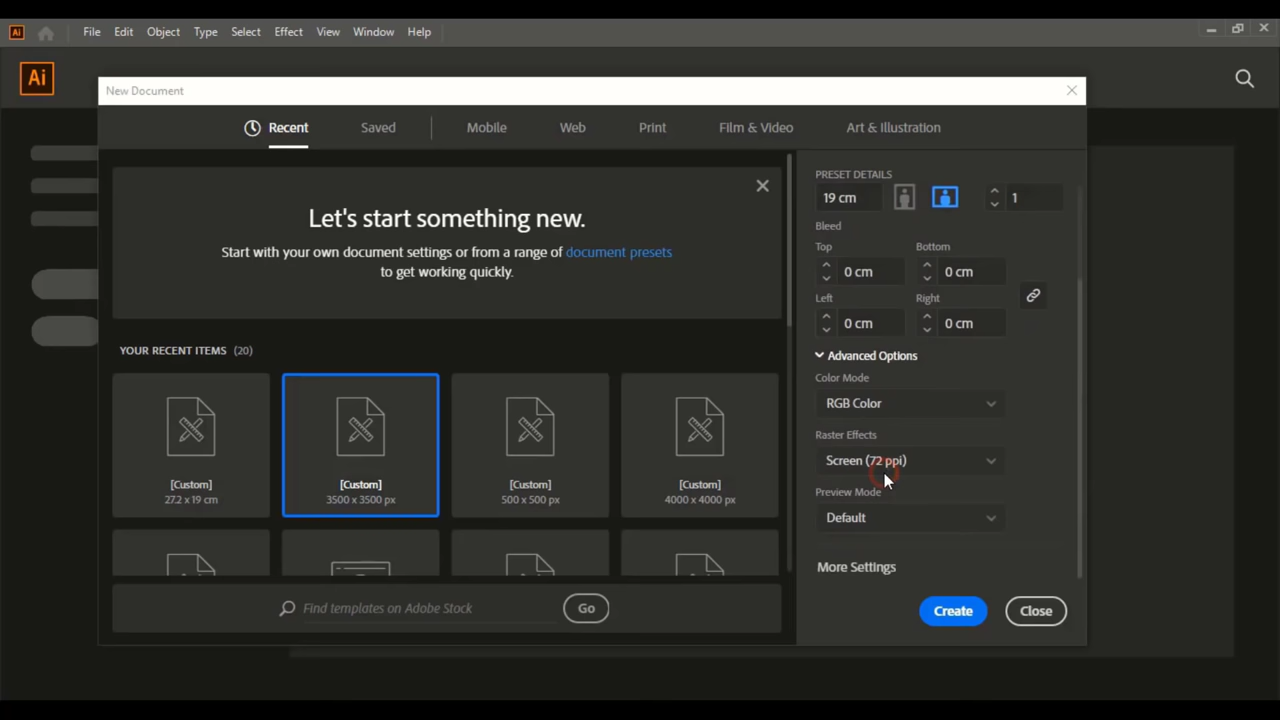 Ai
File Edit Object Type Select Effect View Window Help
Ai
New Document
Recent Saved Mobile Web Print Film & Video Art & Illustration
Let's start something new.
Start with your own document settings or from a range of document presets
to get working quickly.
YOUR RECENT ITEMS (20)
[Custom]
27.2 x 19 cm
[Custom]
3500 x 3500 px
[Custom]
500 x 500 px
[Custom]
4000 x 4000 px
Find templates on Adobe Stock
Go
PRESET DETAILS
19 cm
1
Bleed
Top Bottom
0 cm 0 cm
Left Right
0 cm 0 cm
Advanced Options
Color Mode
RGB Color
Raster Effects
Screen (72 ppi)
Preview Mode
Default
More Settings
Create Close